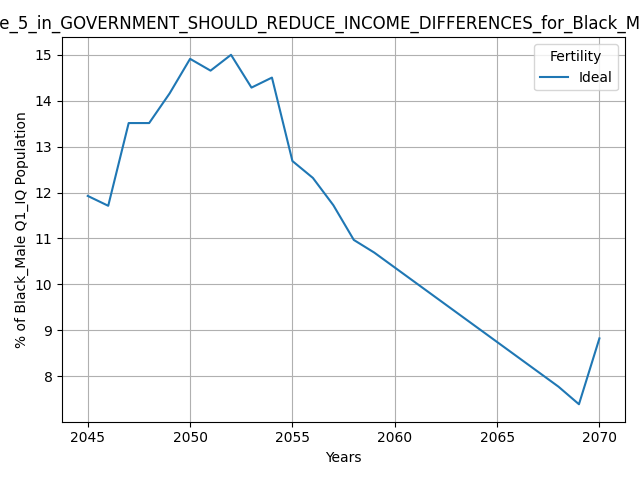 e_5_in_GOVERNMENT_SHOULD_REDUCE_INCOME_DIFFERENCES_for_Black_M
Fertility
Ideal
15
14
13
12
11
10
9
8
% of Black_Male Q1_IQ Population
2045 2050 2055 2060 2065 2070
Years